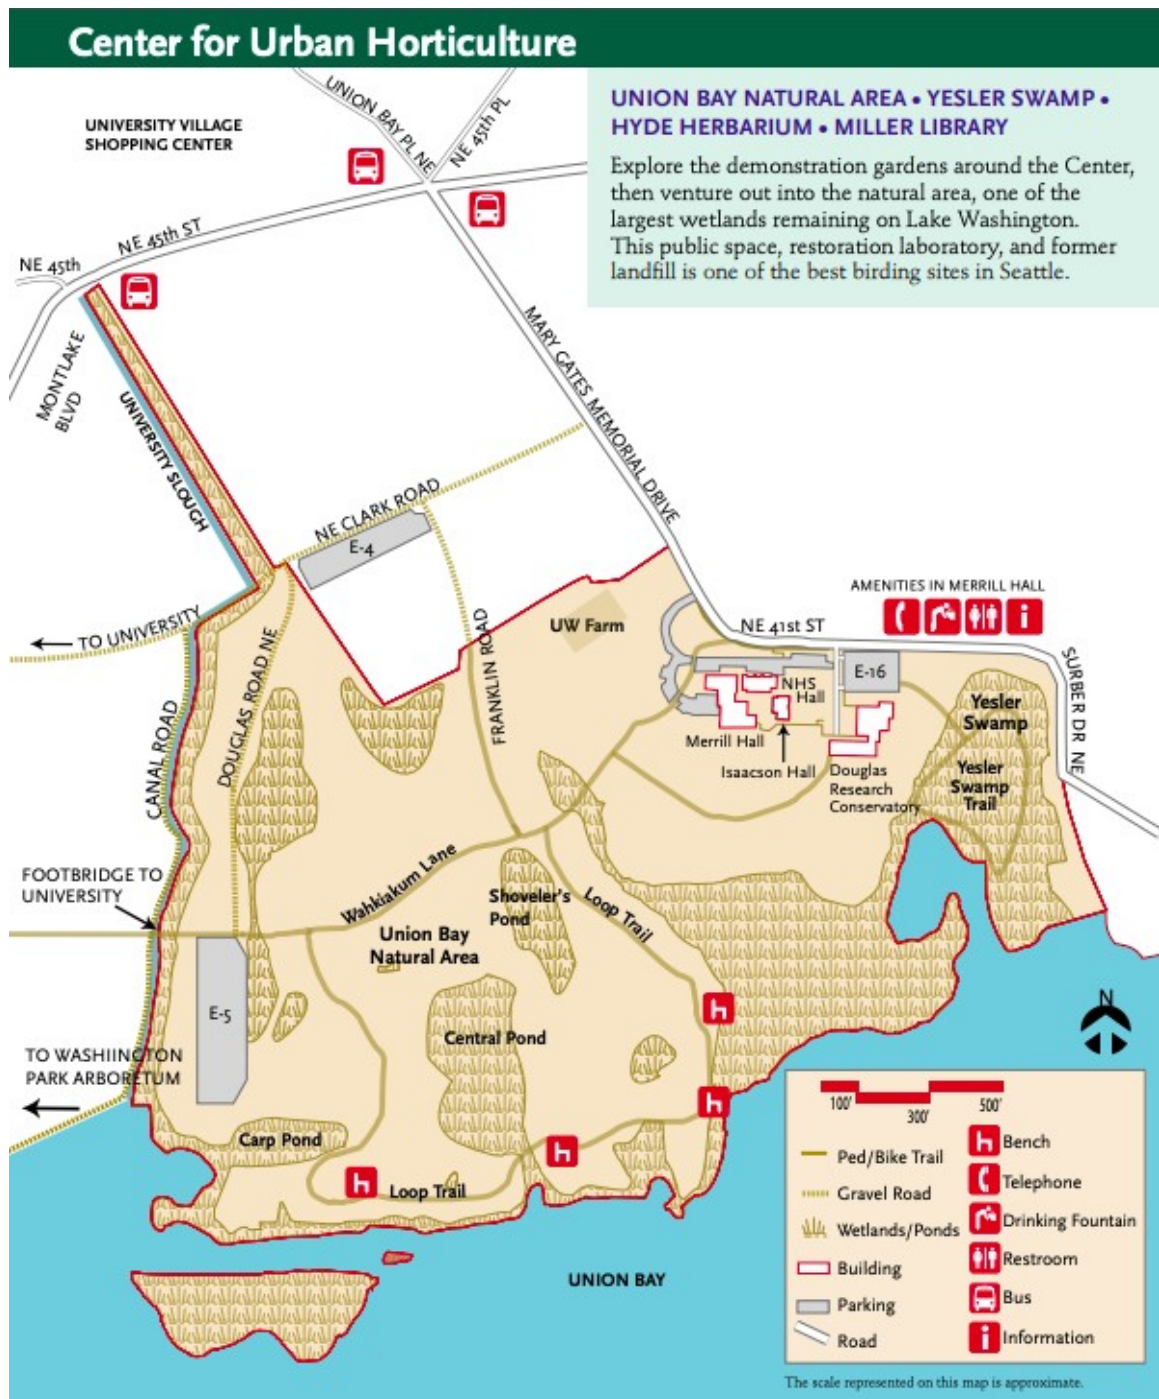 Center for Urban Horticulture
UNION BAY NATURAL AREA • YESLER SWAMP •
HYDE HERBARIUM • MILLER LIBRARY
Explore the demonstration gardens around the Center,
then venture out into the natural area, one of the
largest wetlands remaining on Lake Washington.
This public space, restoration laboratory, and former
landfill is one of the best birding sites in Seattle.
UNION BAY PL NE
NE 45th PL
UNIVERSITY VILLAGE
SHOPPING CENTER
NE 45th ST
NE 45th
MONTLAKE
BLVD
UNIVERSITY SLOUGH
MARY GATES MEMORIAL DRIVE
NE CLARK ROAD
E-4
AMENITIES IN MERRILL HALL
TO UNIVERSITY
DOUGLAS ROAD NE
FRANKLIN ROAD
UW Farm
NE 41st ST
SURBER DR NE
E-16
NHS
Hall
Merrill Hall
Isaacson Hall
Douglas
Research
Conservatory
Yesler
Swamp
Yesler
Swamp
Trail
CANAL ROAD
FOOTBRIDGE TO
UNIVERSITY
Wahkiakum Lane
Shoveler's
Pond
Loop Trail
Union Bay
Natural Area
E-5
Central Pond
TO WASHIINGTON
PARK ARBORETUM
Carp Pond
Loop Trail
UNION BAY
N
100'
300'
500'
Ped/Bike Trail
Gravel Road
Wetlands/Ponds
Building
Parking
Road
Bench
Telephone
Drinking Fountain
Restroom
Bus
Information
The scale represented on this map is approximate.